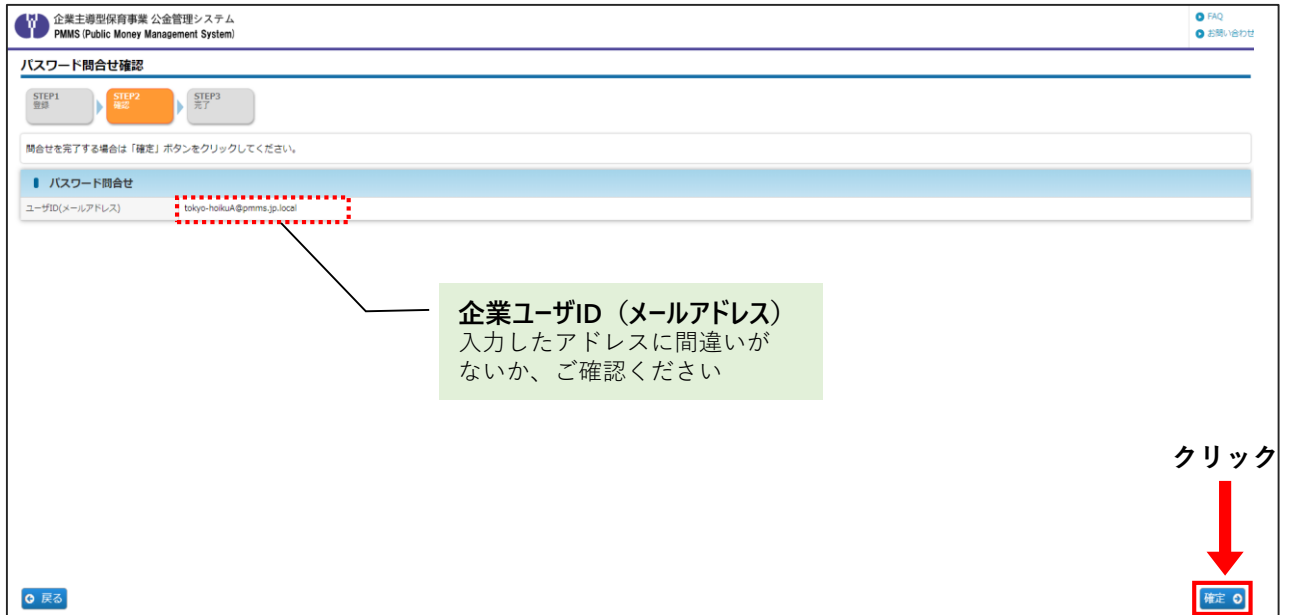 企業主導型保育事業 公金管理システム
PMMS (Public Money Management System)
FAQ
お問い合わせ
パスワード問合せ確認
STEP1
登録
STEP2
確認
STEP3
完了
問合せを完了する場合は「確定」ボタンをクリックしてください。
パスワード問合せ
ユーザID(メールアドレス) tokyo-hoikuA@pmms.jp.local
企業ユーザID（メールアドレス）
入力したアドレスに間違いが
ないか、ご確認ください
クリック
戻る
確定